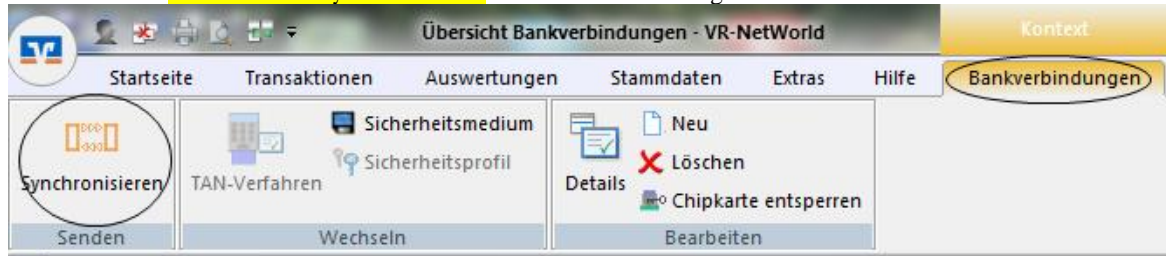 Übersicht Bankverbindungen - VR-NetWorld
Kontext
Startseite Transaktionen Auswertungen Stammdaten Extras Hilfe Bankverbindungen
Synchronisieren
TAN-Verfahren
Sicherheitsmedium
Sicherheitsprofil
Details
Neu
Löschen
Chipkarte entsperren
Senden Wechseln Bearbeiten